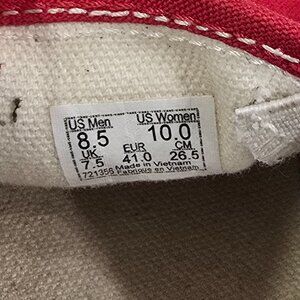 US Men US Women
8.5 10.0
UK EUR CM
7.5 41.0 26.5
Made in Vietnam
721356 Fabriqué en Vietnam